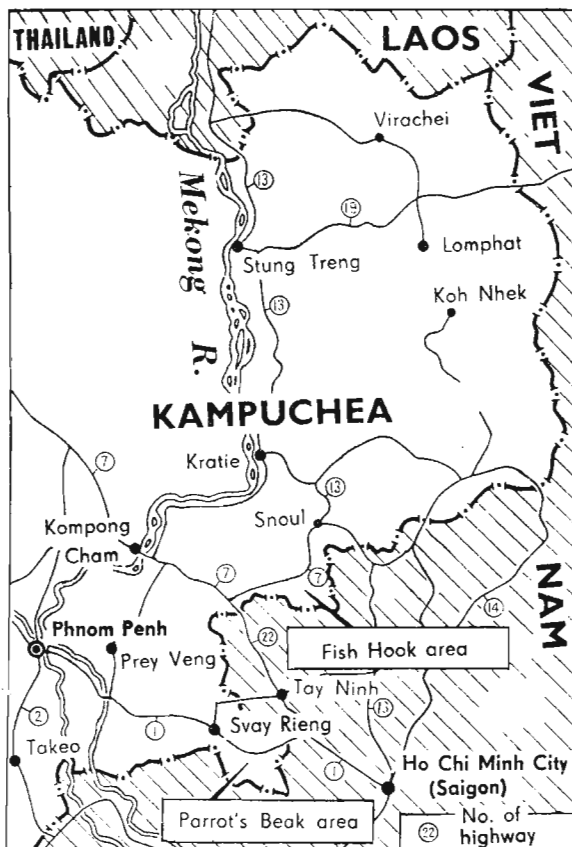 THAILAND
LAOS
VIET
Virachei
13
19
Mekong
Stung Treng
Lomphat
13
Koh Nhek
R.
KAMPUCHEA
7
Kratie
13
Snoul
Kompong
Cham
7
7
NAM
14
Phnom Penh
22
Fish Hook area
Prey Veng
Tay Ninh
2
13
1
Svay Rieng
Takeo
1
Ho Chi Minh City
(Saigon)
Parrot's Beak area
22 No. of
highway